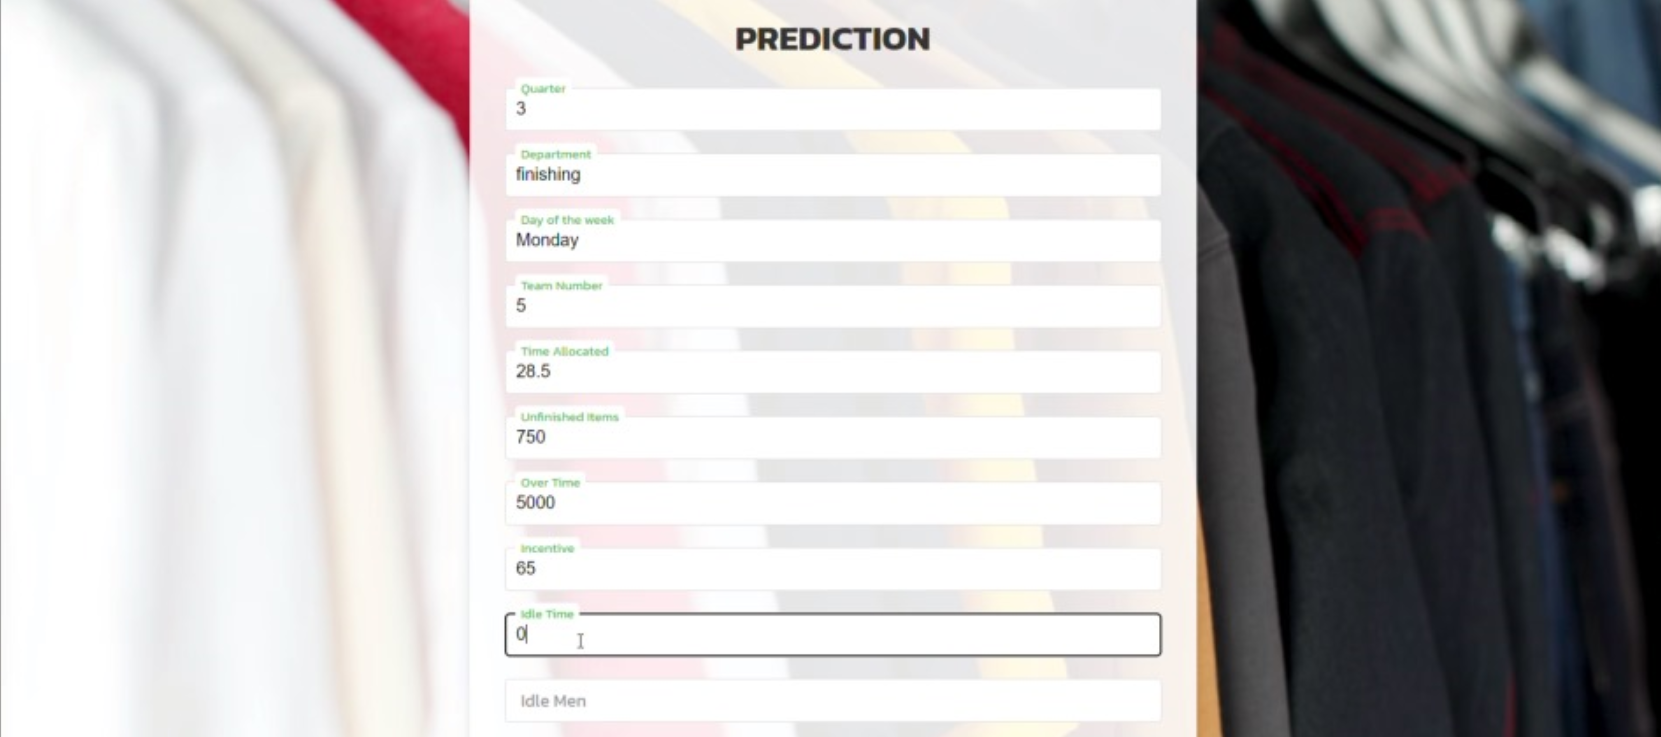 PREDICTION
Quarter
3
Department
finishing
Day of the week
Monday
Team Number
5
Time Allocated
28.5
Unfinished Items
750
Over Time
5000
Incentive
65
Idle Time
0
Idle Men